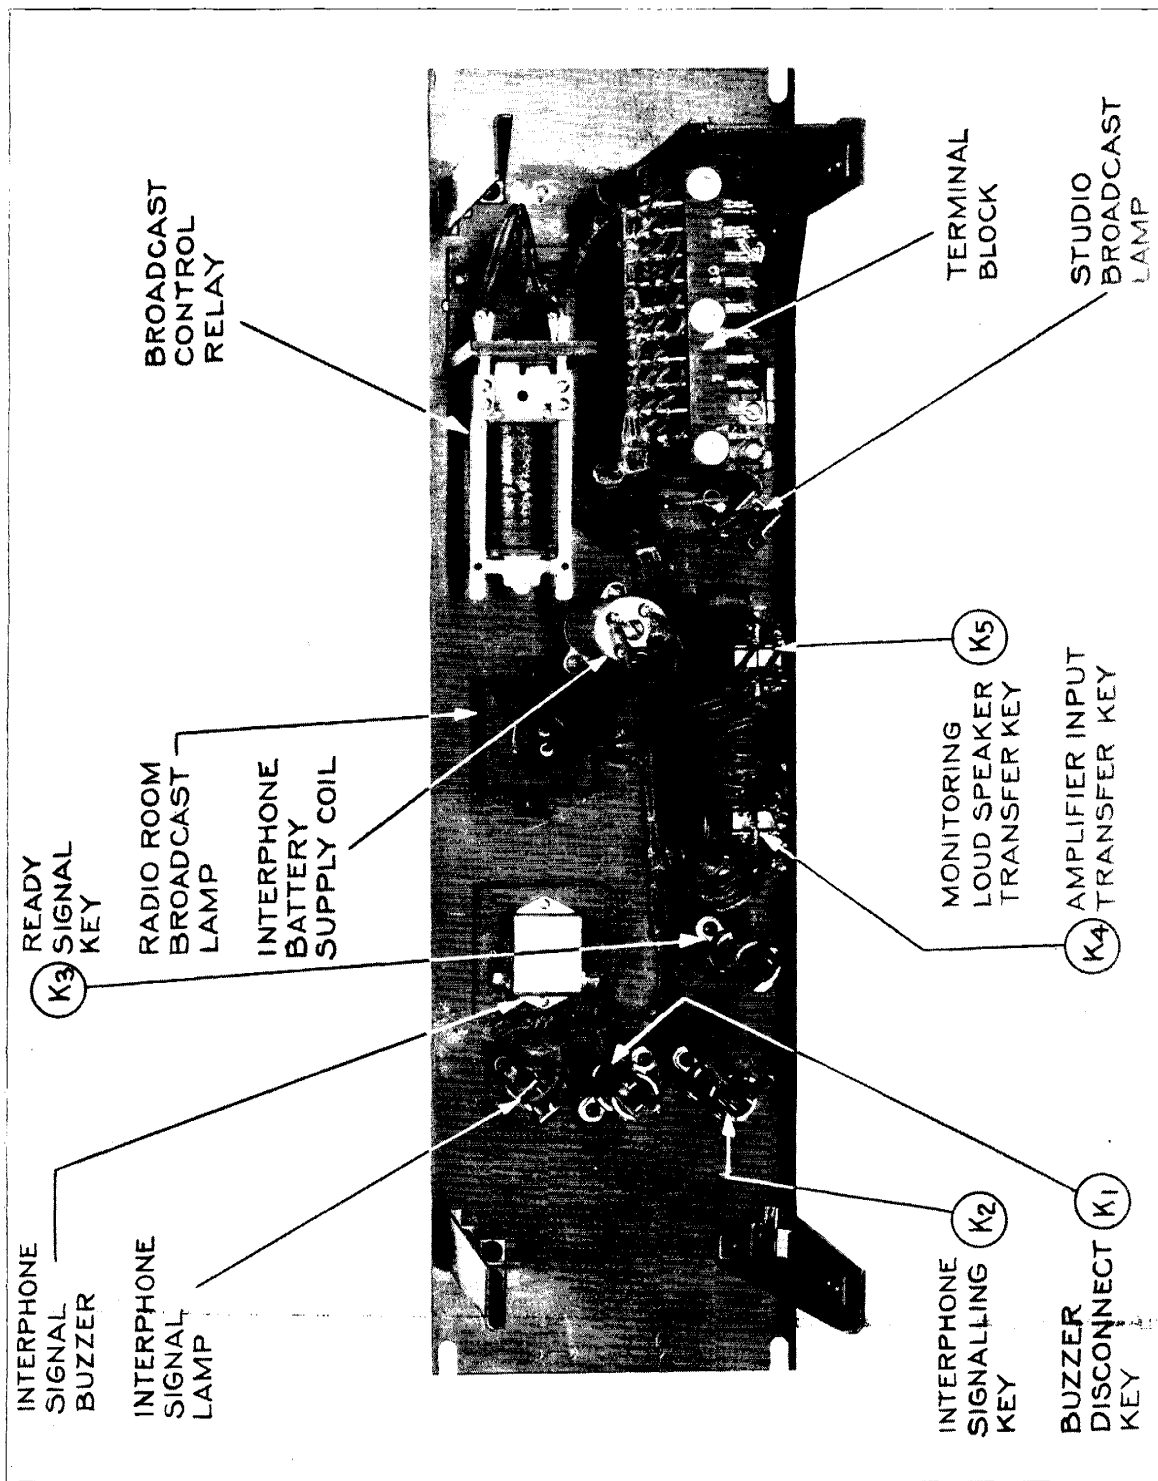 INTERPHONE
SIGNAL
BUZZER
INTERPHONE
SIGNAL
LAMP
K3
READY
SIGNAL
KEY
RADIO ROOM
BROADCAST
LAMP
INTERPHONE
BATTERY
SUPPLY COIL
BROADCAST
CONTROL
RELAY
INTERPHONE
SIGNALLING K2
KEY
BUZZER
DISCONNECT K1
KEY
MONITORING
LOUD SPEAKER K5
TRANSFER KEY
K4 AMPLIFIER INPUT
TRANSFER KEY
TERMINAL
BLOCK
STUDIO
BROADCAST
LAMP